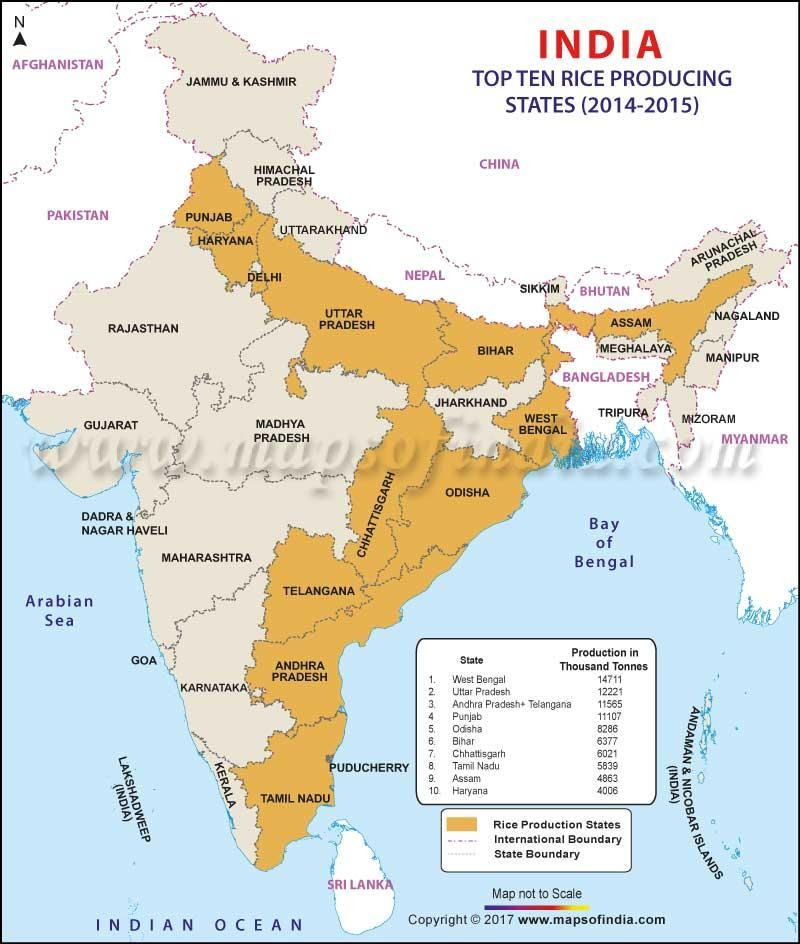 N
INDIA
TOP TEN RICE PRODUCING
STATES (2014-2015)
AFGHANISTAN
JAMMU & KASHMIR
CHINA
HIMACHAL
PRADESH
PAKISTAN
PUNJAB
UTTARAKHAND
HARYANA
ARUNACHAL
PRADESH
DELHI
NEPAL
SIKKIM
BHUTAN
RAJASTHAN
UTTAR
PRADESH
ASSAM
NAGALAND
BIHAR
MEGHALAYA
MANIPUR
BANGLADESH
JHARKHAND
TRIPURA
MIZORAM
GUJARAT
MADHYA
PRADESH
WEST
BENGAL
MYANMAR
www.mapsofindia.com
CHHATTISGARH
ODISHA
DADRA &
NAGAR HAVELI
Bay
of
Bengal
MAHARASHTRA
TELANGANA
Arabian
Sea
GOA
ANDHRA
PRADESH
KARNATAKA
State Production in
Thousand Tonnes
1. West Bengal 14711
2. Uttar Pradesh 12221
3. Andhra Pradesh+ Telangana 11565
4 Punjab 11107
5. Odisha 8286
6. Bihar 6377
7. Chhattisgarh 6021
8. Tamil Nadu 5839
9. Assam 4863
10. Haryana 4006
ANDAMAN & NICOBAR ISLANDS
(INDIA)
LAKSHADWEEP
(INDIA)
KERALA
PUDUCHERRY
TAMIL NADU
Rice Production States
International Boundary
State Boundary
SRI LANKA
Map not to Scale
INDIAN OCEAN
Copyright © 2017 www.mapsofindia.com